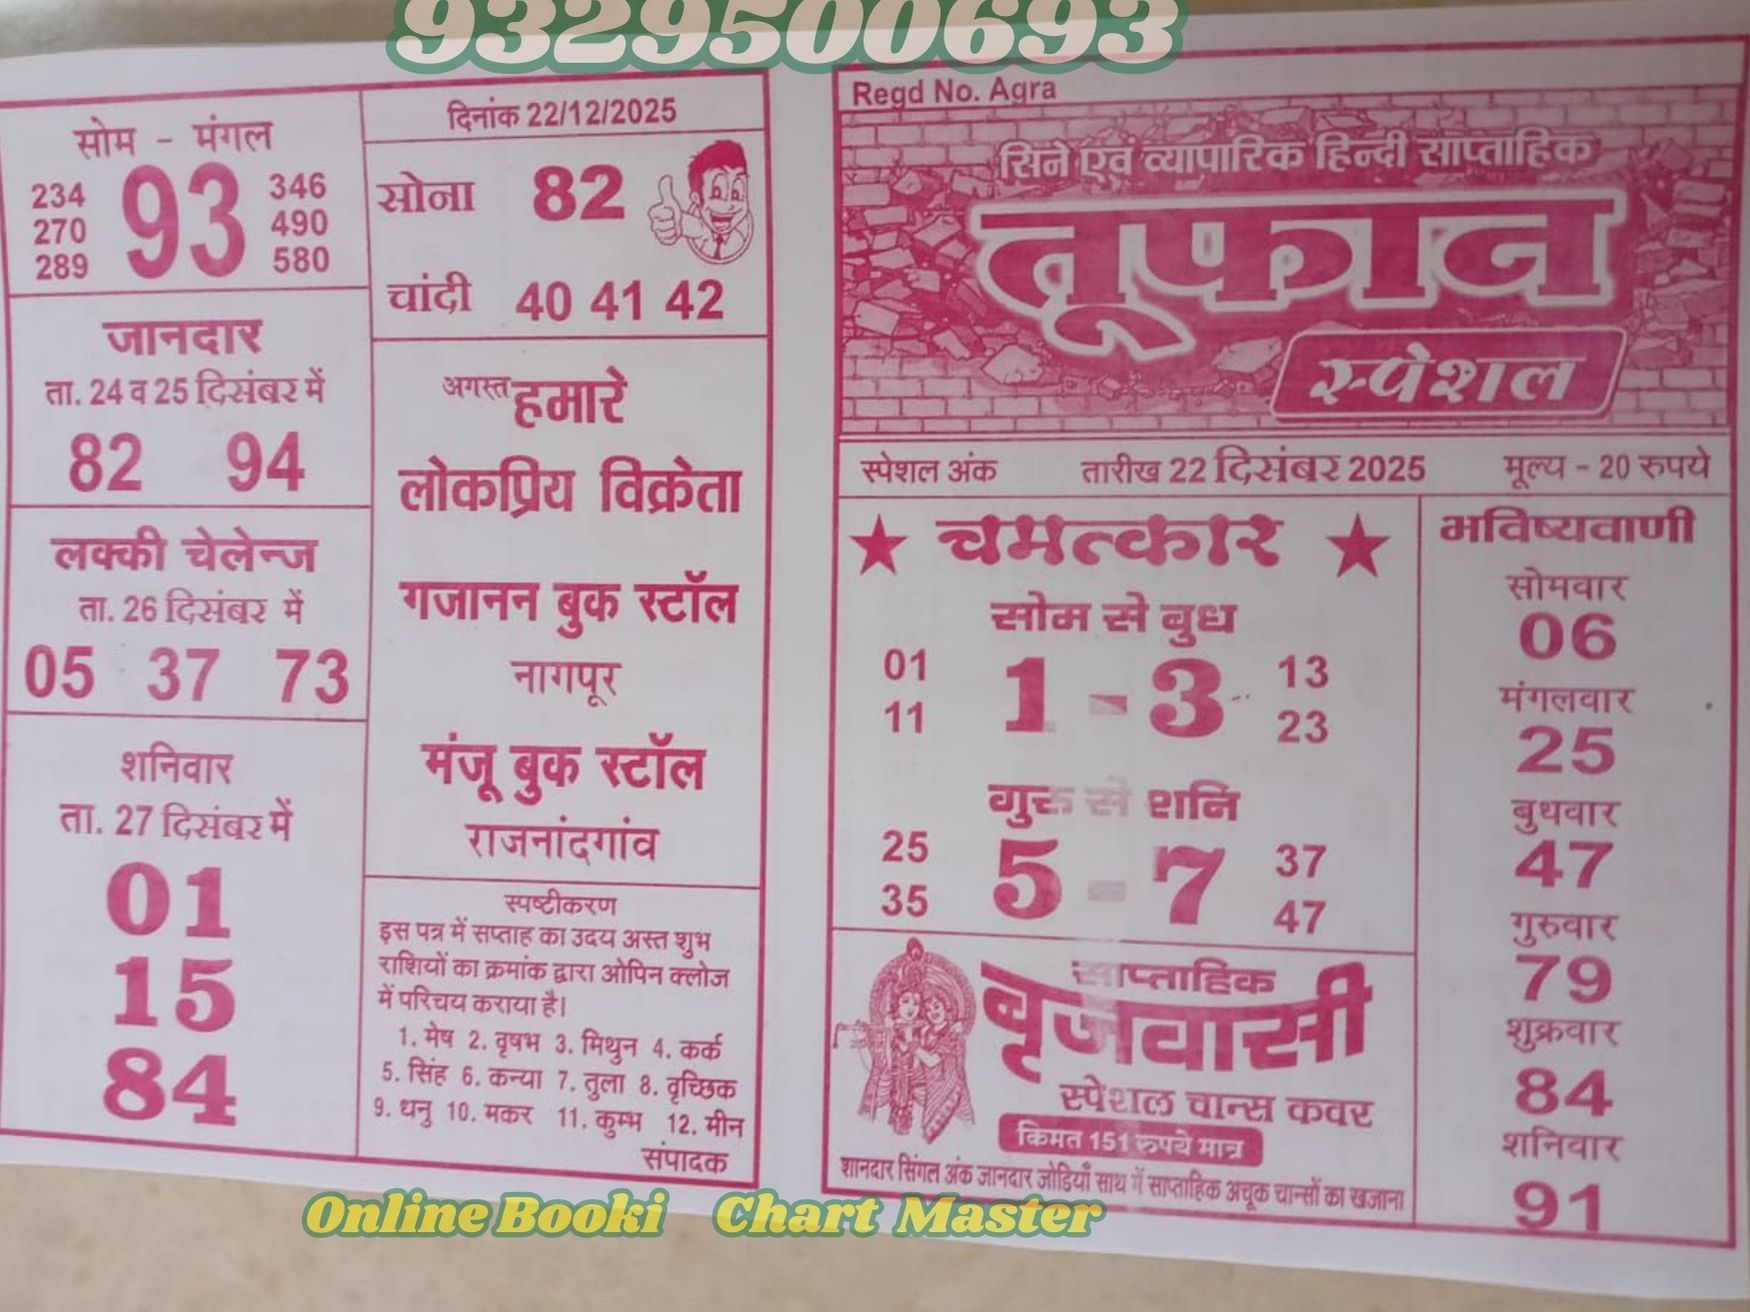 9329500693
सोम - मंगल
234 93 346
270 490
289 580
जानदार
ता. 24 व 25 दिसंबर में
82 94
लक्की चेलेन्ज
ता. 26 दिसंबर में
05 37 73
शनिवार
ता. 27 दिसंबर में
01
15
84
दिनांक 22/12/2025
सोना 82
चांदी 40 41 42
अगस्त हमारे
लोकप्रिय विक्रेता
गजानन बुक स्टॉल
नागपूर
मंजू बुक स्टॉल
राजनांदगांव
स्पष्टीकरण
इस पत्र में सप्ताह का उदय अस्त शुभ
राशियों का क्रमांक द्वारा ओपिन क्लोज
में परिचय कराया है।
1. मेष 2. वृषभ 3. मिथुन 4. कर्क
5. सिंह 6. कन्या 7. तुला 8. वृच्छिक
9. धनु 10. मकर 11. कुम्भ 12. मीन
संपादक
Regd No. Agra
सिने एवं व्यापारिक हिन्दी साप्ताहिक
तूफान
स्पेशल
स्पेशल अंक तारीख 22 दिसंबर 2025 मूल्य - 20 रुपये
चमत्कार
सोम से बुध
01 1 - 3 13
11 23
गुरु से शनि
25 5 - 7 37
35 47
साप्ताहिक
बृजवासी
स्पेशल चान्स कवर
किमत 151 रुपये मात्र
शानदार सिंगल अंक जानदार जोडियाँ साथ में साप्ताहिक अचूक चान्सों का खजाना
भविष्यवाणी
सोमवार
06
मंगलवार
25
बुधवार
47
गुरुवार
79
शुक्रवार
84
शनिवार
91
Online Booki Chart Master